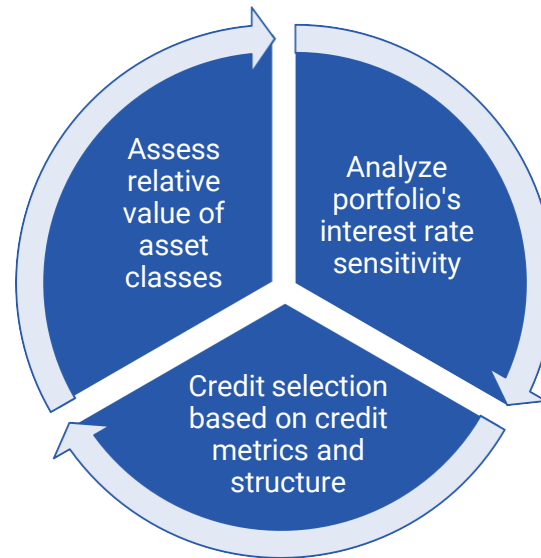 Assess
relative
value of
asset
classes
Analyze
portfolio's
interest rate
sensitivity
Credit selection
based on credit
metrics and
structure